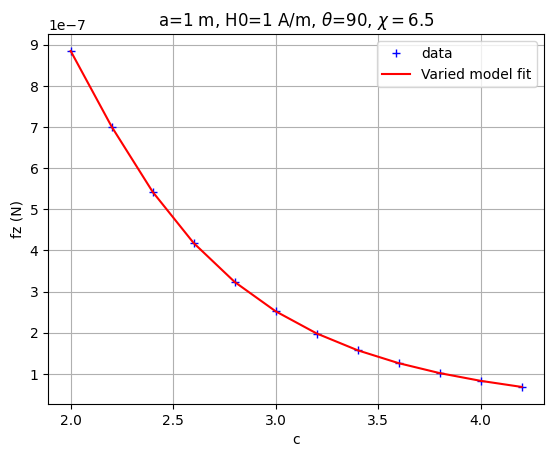 a=1 m, H0=1 A/m, θ=90, χ = 6.5
1e−7
9
8
7
6
5
4
3
2
1
fz (N)
data
Varied model fit
2.0 2.5 3.0 3.5 4.0
c